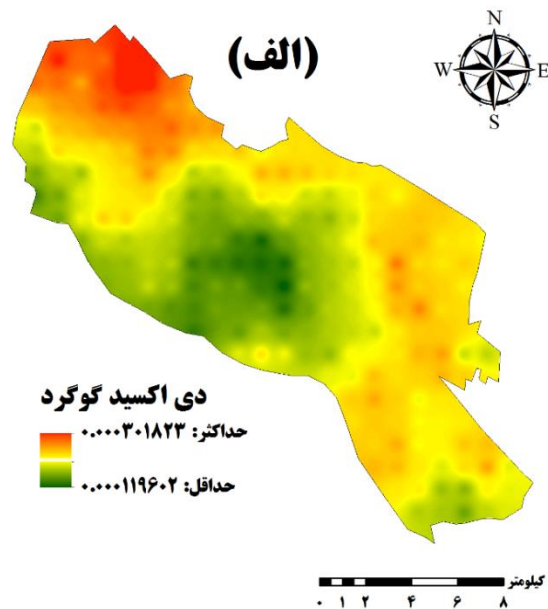 (الف)
N
W E
S
دی اکسید گوگرد
حداکثر: ۰.۰۰۰۳۰۱۸۲۳
حداقل: ۰.۰۰۰۱۱۹۶۰۲
کیلومتر
۰ ۱ ۲ ۴ ۶ ۸